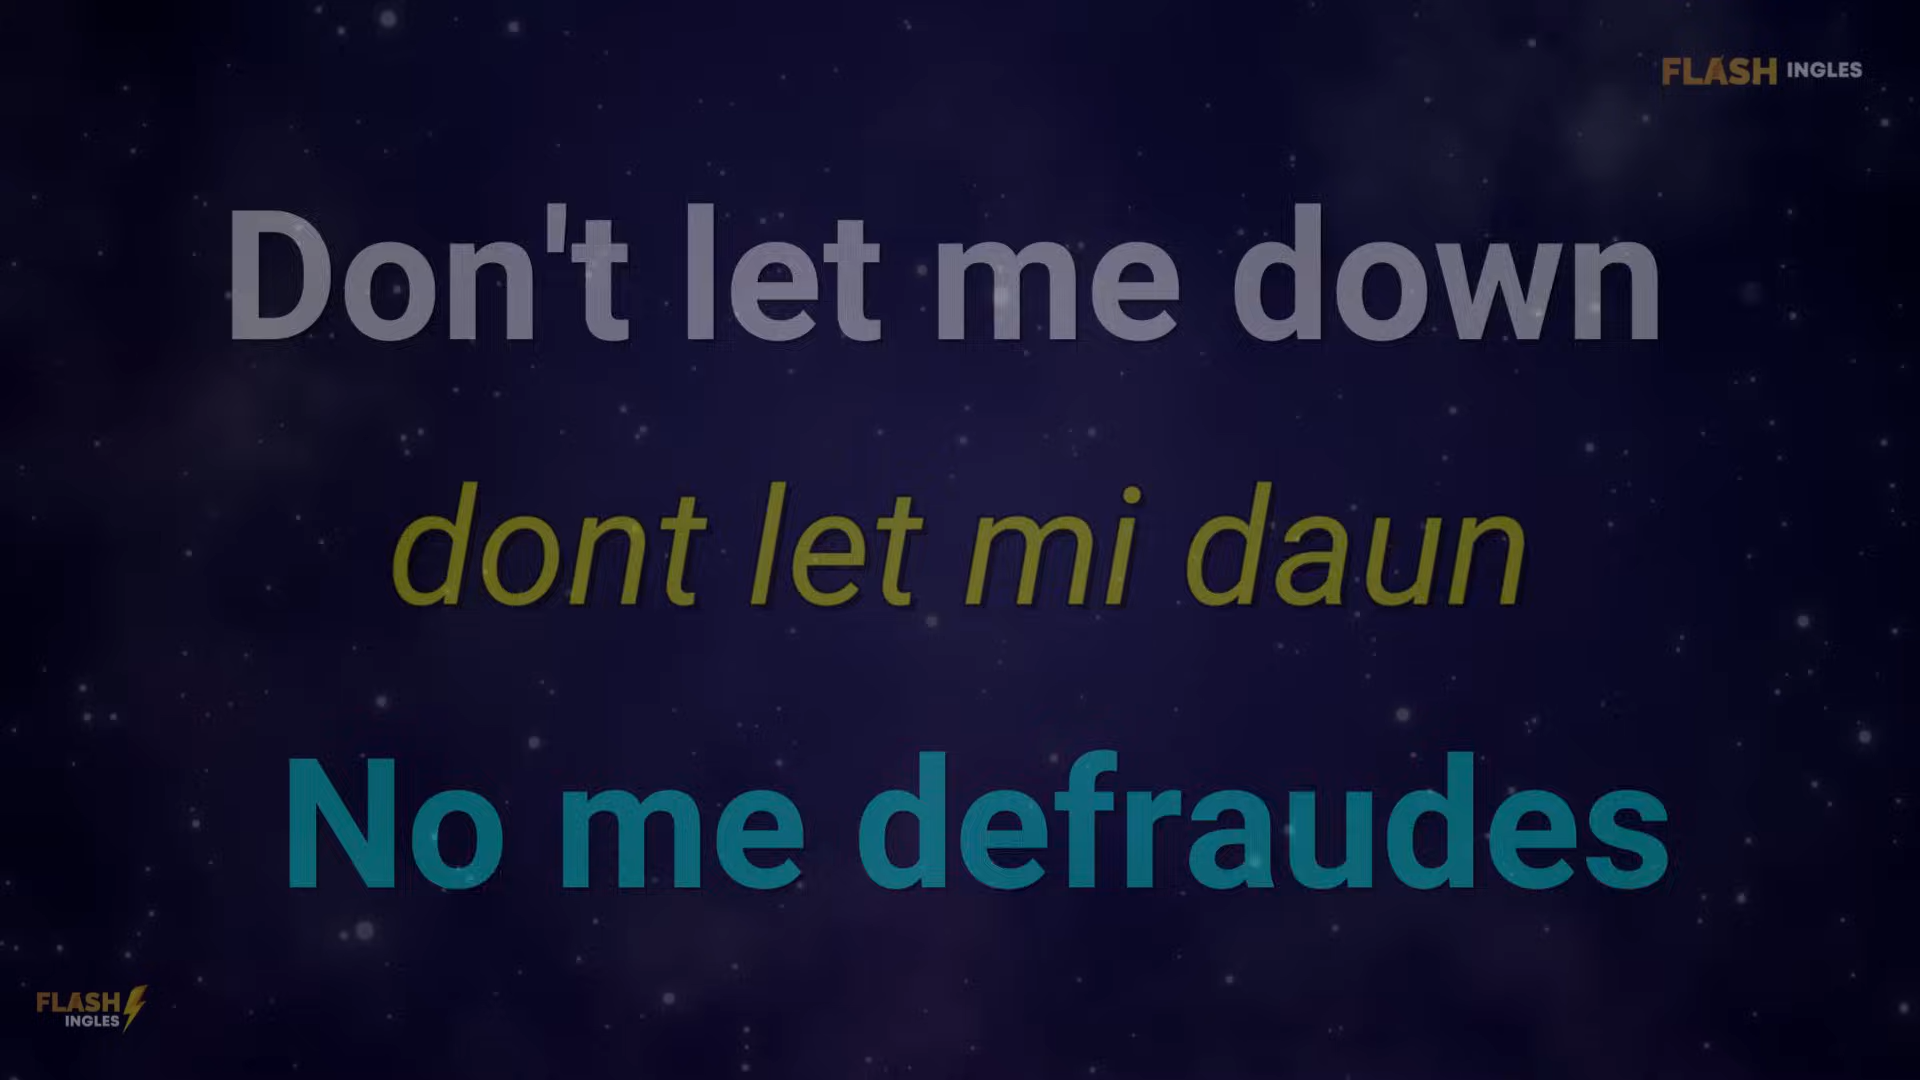 FLASH INGLES
Don't let me down
dont let mi daun
No me defraudes
FLASH
INGLES